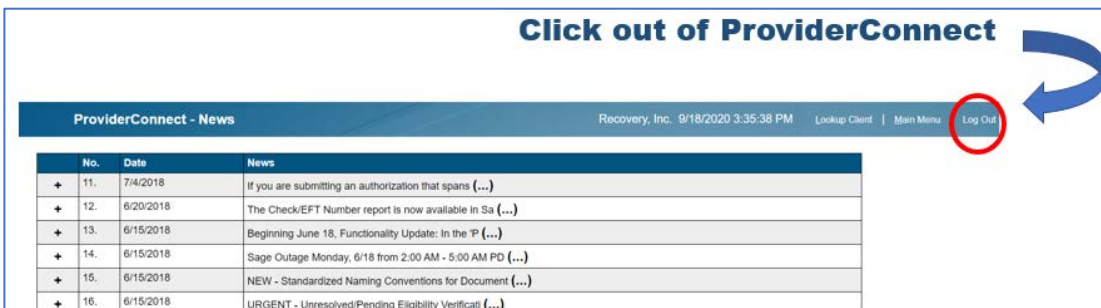 Click out of ProviderConnect
ProviderConnect - News Recovery, Inc. 9/18/2020 3:35:38 PM Lookup Client | Main Menu Log Out
No. Date News
+ 11. 7/4/2018 If you are submitting an authorization that spans (...)
+ 12. 6/20/2018 The Check/EFT Number report is now available in Sa (...)
+ 13. 6/15/2018 Beginning June 18, Functionality Update: In the 'P (...)
+ 14. 6/15/2018 Sage Outage Monday, 6/18 from 2:00 AM - 5:00 AM PD (...)
+ 15. 6/15/2018 NEW - Standardized Naming Conventions for Document (...)
+ 16. 6/15/2018 URGENT - Unresolved/Pending Eligibility Verificati (...)